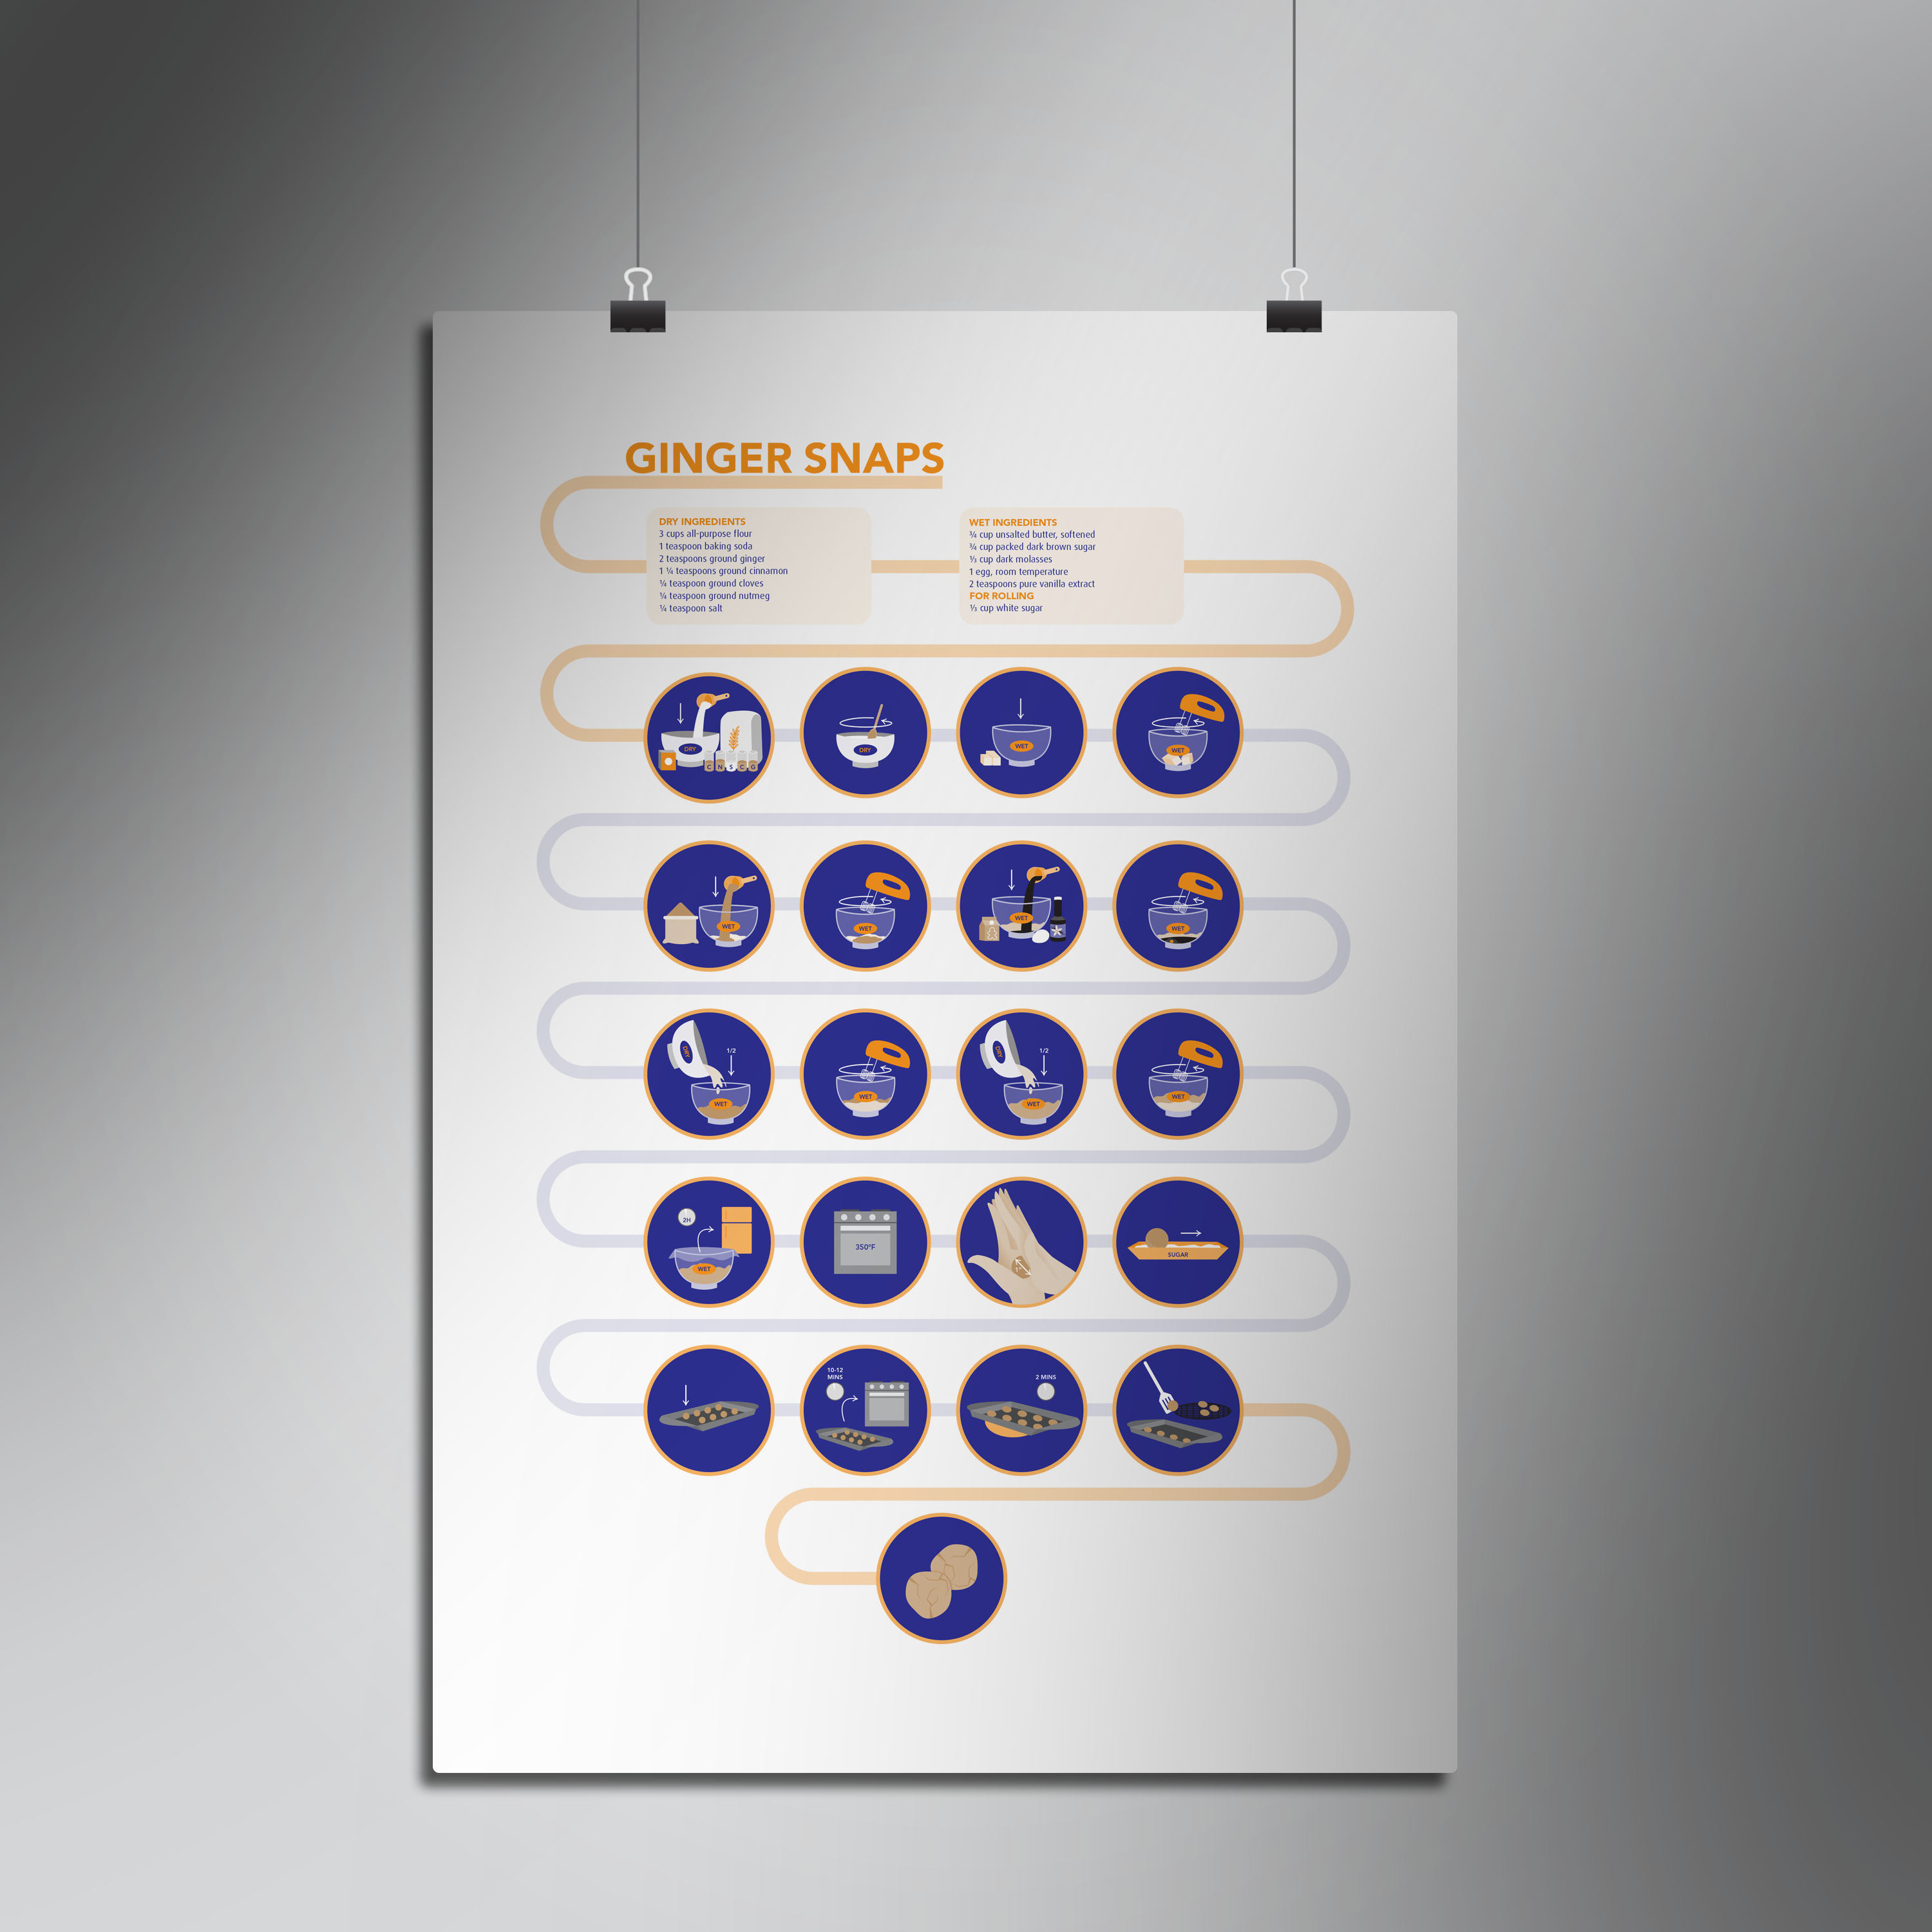 GINGER SNAPS
DRY INGREDIENTS
3 cups all-purpose flour
1 teaspoon baking soda
2 teaspoons ground ginger
1 ¼ teaspoons ground cinnamon
¼ teaspoon ground cloves
¼ teaspoon ground nutmeg
¼ teaspoon salt
WET INGREDIENTS
¾ cup unsalted butter, softened
¾ cup packed dark brown sugar
⅓ cup dark molasses
1 egg, room temperature
2 teaspoons pure vanilla extract
FOR ROLLING
⅓ cup white sugar
DRY
C N S C G
DRY
WET
WET
WET
WET
WET
WET
DRY
1/2
WET
WET
DRY
1/2
WET
WET
2H
WET
350°F
1"
SUGAR
10-12
MINS
2 MINS